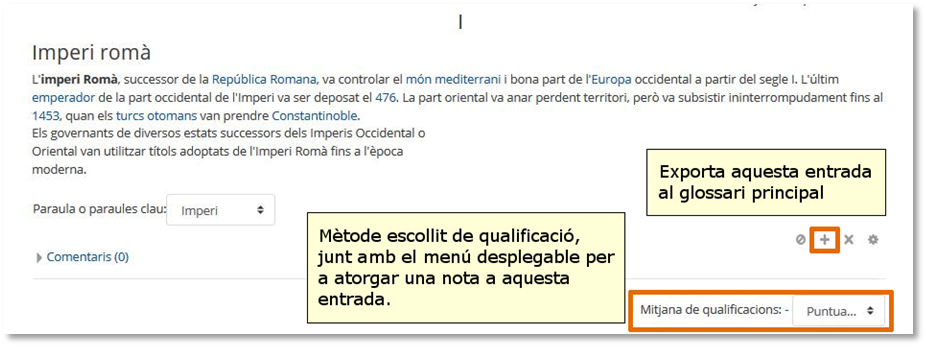 I
Imperi romà
L'imperi Romà, successor de la República Romana, va controlar el món mediterrani i bona part de l'Europa occidental a partir del segle I. L'últim
emperador de la part occidental de l'Imperi va ser deposat el 476. La part oriental va anar perdent territori, però va subsistir ininterrompudament fins al
1453, quan els turcs otomans van prendre Constantinoble.
Els governants de diversos estats successors dels Imperis Occidental o
Oriental van utilitzar títols adoptats de l'Imperi Romà fins a l'època
moderna.
Exporta aquesta entrada
al glossari principal
Paraula o paraules clau: Imperi
Mètode escollit de qualificació,
junt amb el menú desplegable per
a atorgar una nota a aquesta
entrada.
Comentaris (0)
Mitjana de qualificacions: - Puntua...